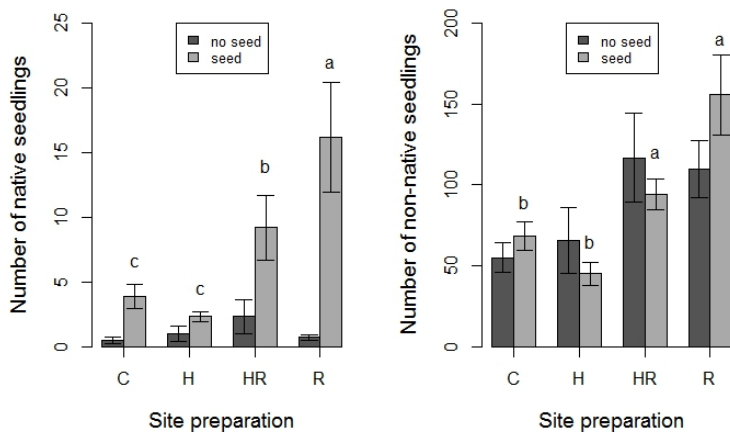 Number of native seedlings
25
20
15
10
5
0
no seed
seed
c
c
b
a
C H HR R
Site preparation
Number of non-native seedlings
200
150
100
50
0
no seed
seed
b
b
a
a
C H HR R
Site preparation